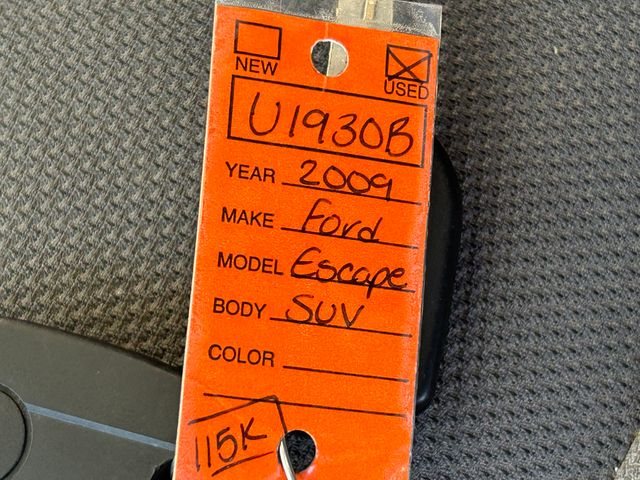 NEW USED
U1930B
YEAR 2009
MAKE Ford
MODEL Escape
BODY SUV
COLOR
115K